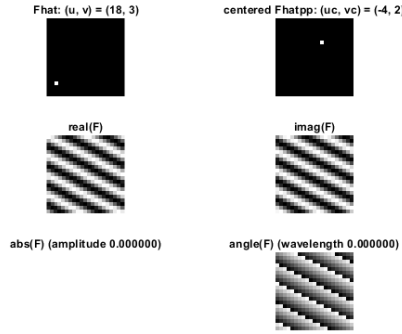 Fhat: (u, v) = (18, 3)
centered Fhatpp: (uc, vc) = (-4, 2)
real(F)
imag(F)
abs(F) (amplitude 0.000000)
angle(F) (wavelength 0.000000)